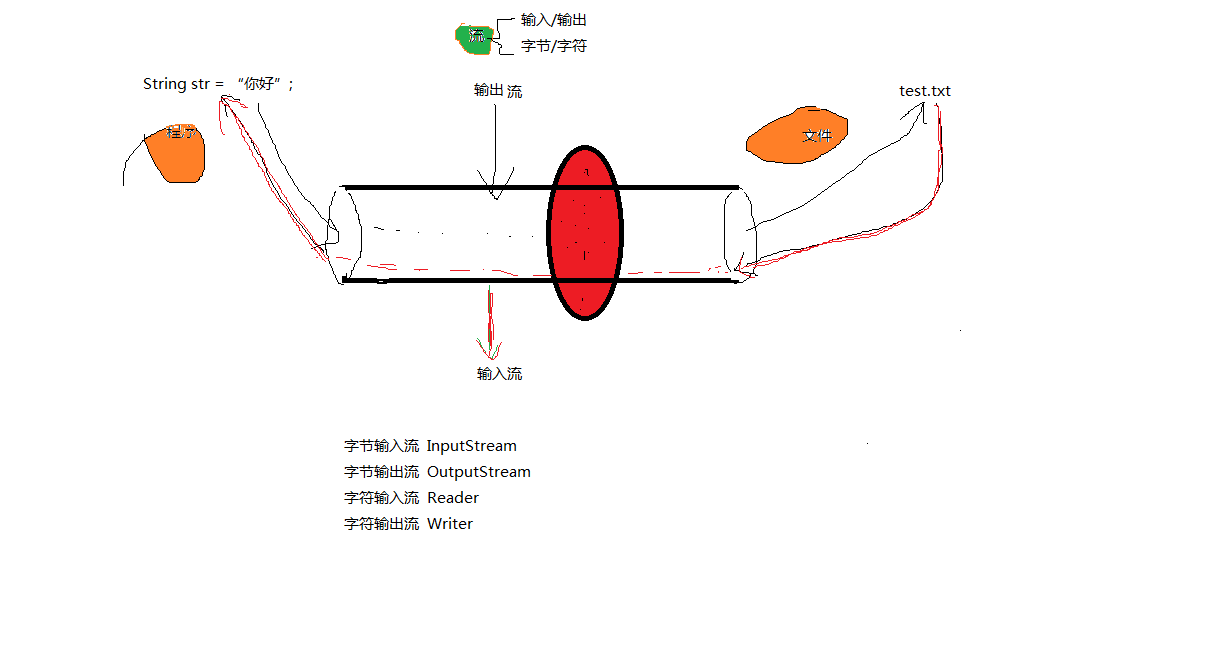 输入/输出
流
字节/字符
String str = “你好”;
输出 流
test.txt
程序
文件
输入流
字节输入流 InputStream
字节输出流 OutputStream
字符输入流 Reader
字符输出流 Writer